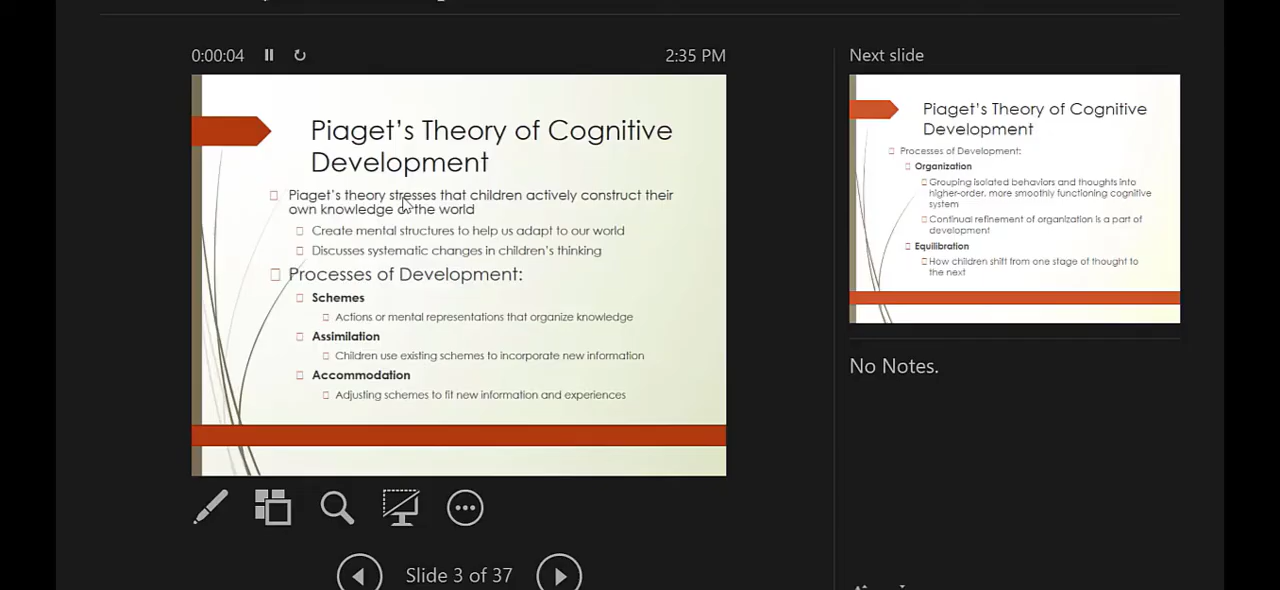 0:00:04
2:35 PM
Piaget's Theory of Cognitive
Development
Piaget's theory stresses that children actively construct their
own knowledge of the world
Create mental structures to help us adapt to our world
Discusses systematic changes in children's thinking
Processes of Development:
Schemes
Actions or mental representations that organize knowledge
Assimilation
Children use existing schemes to incorporate new information
Accommodation
Adjusting schemes to fit new information and experiences
Slide 3 of 37
Next slide
Piaget's Theory of Cognitive
Development
Processes of Development:
Organization
Grouping isolated behaviors and thoughts into
higher-order, more smoothly functioning cognitive
system
Continual refinement of organization is a part of
development
Equilibration
How children shift from one stage of thought to
the next
No Notes.